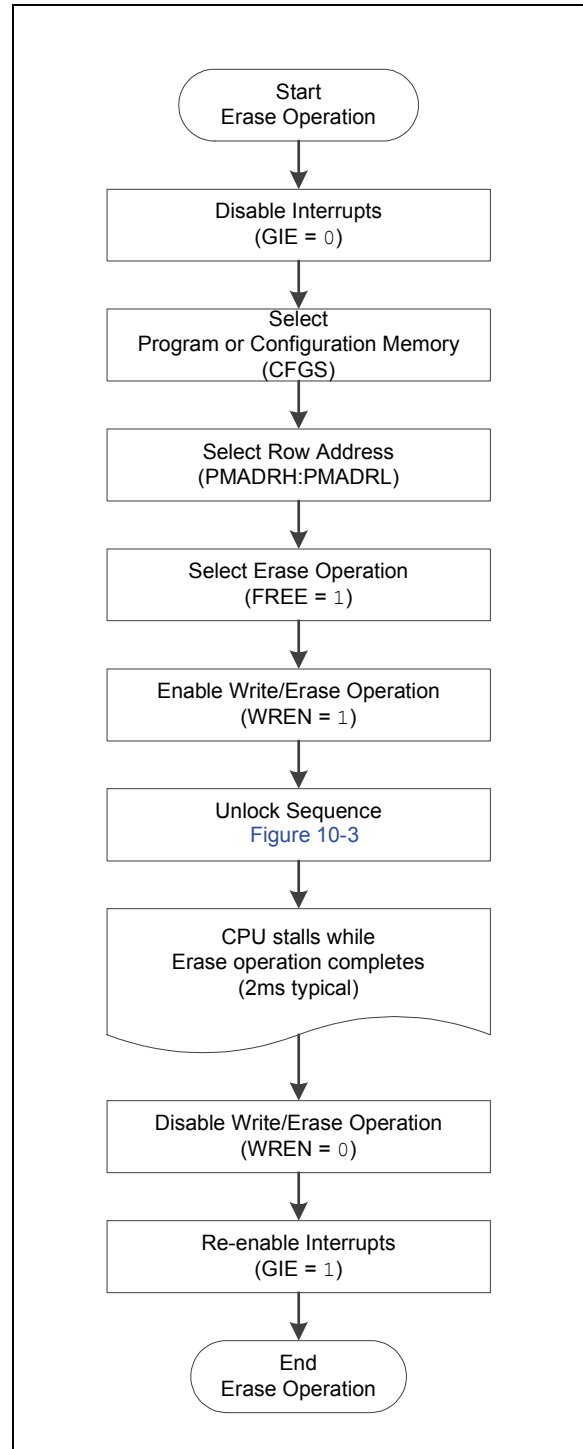 Start
Erase Operation
Disable Interrupts
(GIE = 0)
Select
Program or Configuration Memory
(CFGS)
Select Row Address
(PMADRH:PMADRL)
Select Erase Operation
(FREE = 1)
Enable Write/Erase Operation
(WREN = 1)
Unlock Sequence
Figure 10-3
CPU stalls while
Erase operation completes
(2ms typical)
Disable Write/Erase Operation
(WREN = 0)
Re-enable Interrupts
(GIE = 1)
End
Erase Operation